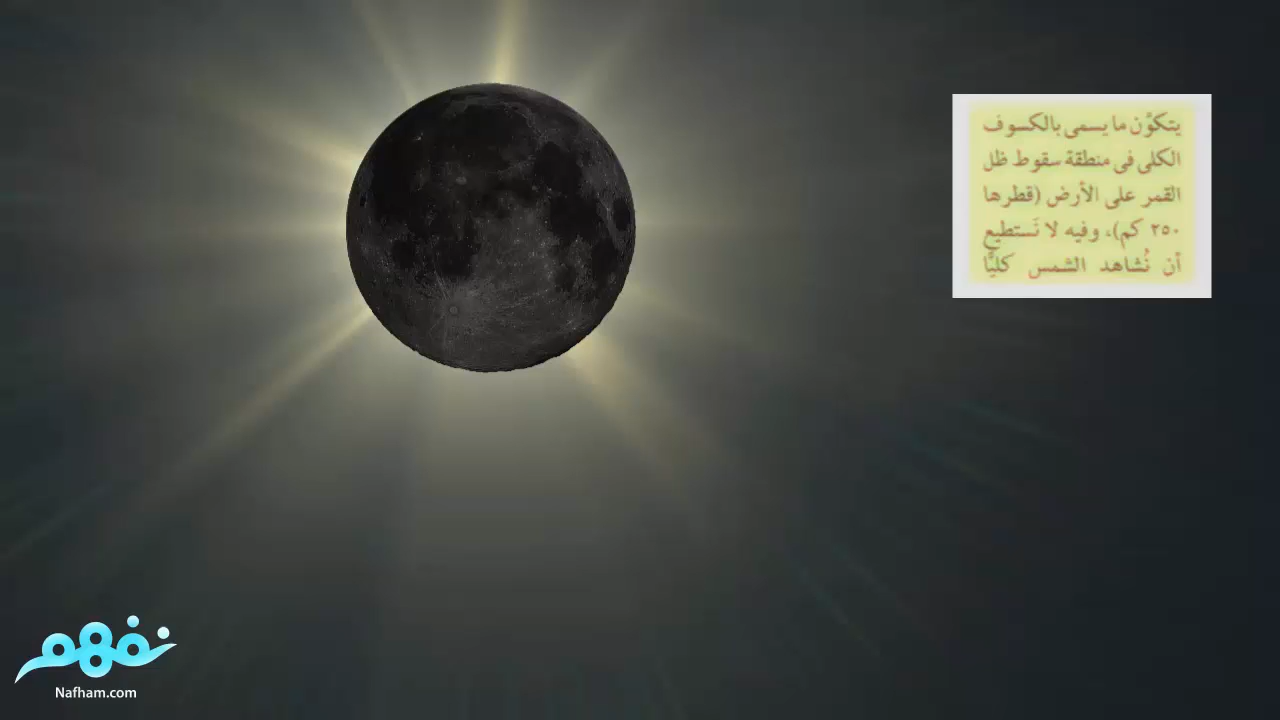 يتكوَّن ما يسمى بالكسوف
الكلى فى منطقة سقوط ظل
القمر على الأرض (قطرها
٢٥٠ كم)، وفيه لا نَستطيع
أن نُشاهد الشمس كليًّا
نفهم
Nafham.com